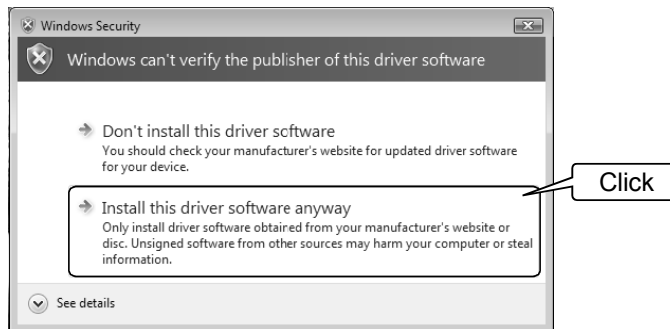 Windows Security
Windows can't verify the publisher of this driver software
Don't install this driver software
You should check your manufacturer's website for updated driver software
for your device.
Click
Install this driver software anyway
Only install driver software obtained from your manufacturer's website or
disc. Unsigned software from other sources may harm your computer or steal
information.
See details